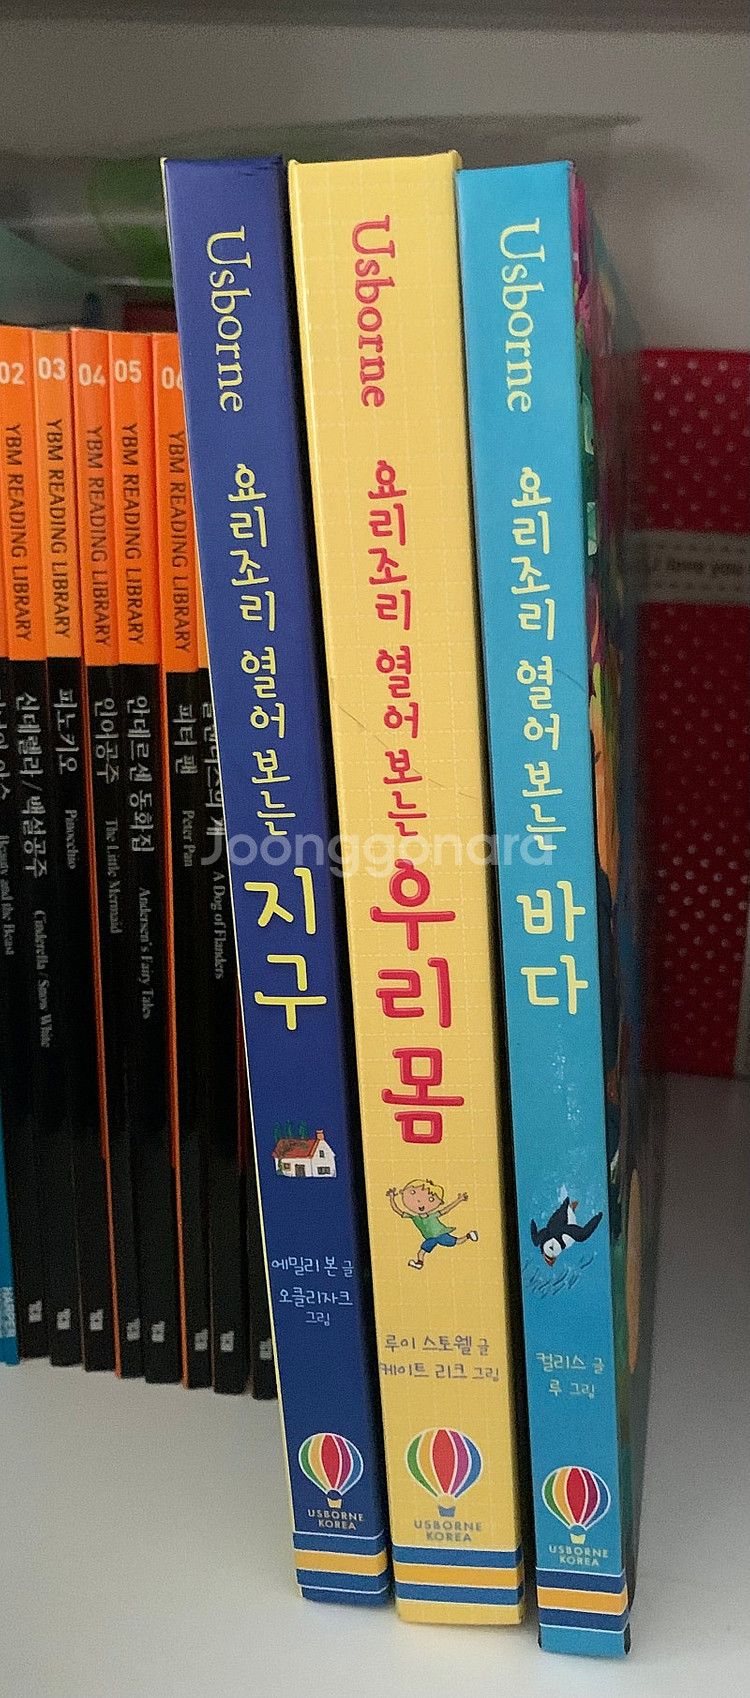 02
YBM READING LIBRARY
Beauty and the Beast
03
YBM READING LIBRARY
신데렐라/백설공주
Cinderella / Snow White
04
YBM READING LIBRARY
피노키오
Pinocchio
05
YBM READING LIBRARY
인어공주
The Little Mermaid
06
YBM READING LIBRARY
안데르센 동화집
Andersen's Fairy Tales
피터 팬
Peter Pan
A Dog of Flanders
HARPER
Usborne
요리조리 열어 보는
지구
에밀리 본 글
오클리자크
그림
USBORNE
KOREA
Usborne
요리조리 열어 보는
우리 몸
루이 스토웰 글
케이트 리크 그림
USBORNE
KOREA
Usborne
요리조리 열어 보는
바다
컬리스 글
루 그림
USBORNE
KOREA
I love you
Joonggonara